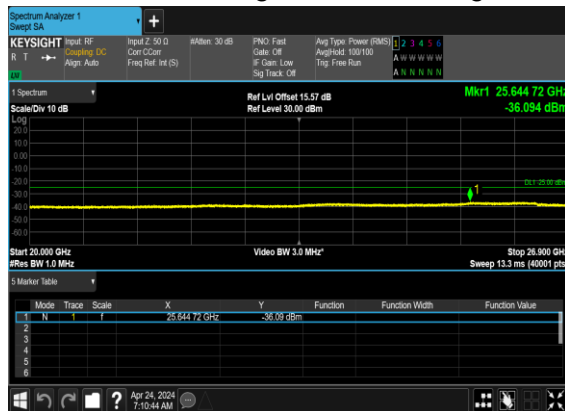 Spectrum Analyzer 1
Swept SA
+
KEYSIGHT
R T
LW
Input: RF
Coupling: DC
Align: Auto
Input Z: 50 Ω
Corr CCorr
Freq Ref: Int (S)
#Atten: 30 dB
PNO: Fast
Gate: Off
IF Gain: Low
Sig Track: Off
Avg Type: Power (RMS)
Avg|Hold: 100/100
Trig: Free Run
1 2 3 4 5 6
A W W W W W
A N N N N N
1 Spectrum
Scale/Div 10 dB
Ref Lvl Offset 15.57 dB
Ref Level 30.00 dBm
Mkr1 25.644 72 GHz
-36.094 dBm
Log
20.0
10.0
0.00
-10.0
-20.0
-30.0
-40.0
-50.0
-60.0
1
DL1 -25.00 dBm
Start 20.000 GHz
#Res BW 1.0 MHz
Video BW 3.0 MHz*
Stop 26.900 GHz
Sweep 13.3 ms (40001 pts)
5 Marker Table
Mode Trace Scale X Y Function Function Width Function Value
1 N 1 f 25.644 72 GHz -36.09 dBm
2
3
4
5
6
?
Apr 24, 2024
7:10:44 AM